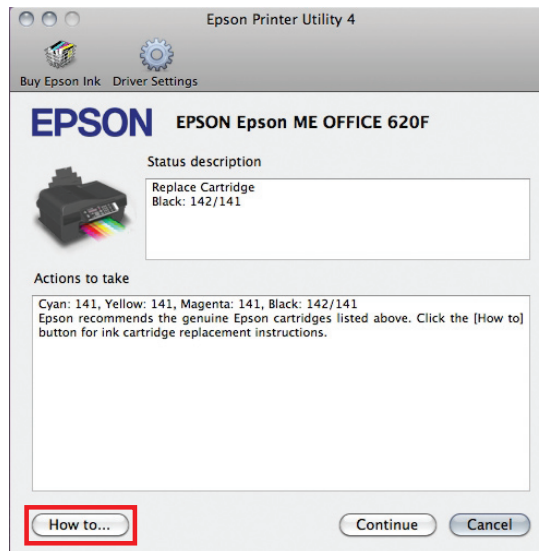 Epson Printer Utility 4
Buy Epson Ink Driver Settings
EPSON EPSON Epson ME OFFICE 620F
Status description
Replace Cartridge
Black: 142/141
Actions to take
Cyan: 141, Yellow: 141, Magenta: 141, Black: 142/141
Epson recommends the genuine Epson cartridges listed above. Click the [How to]
button for ink cartridge replacement instructions.
How to... Continue Cancel